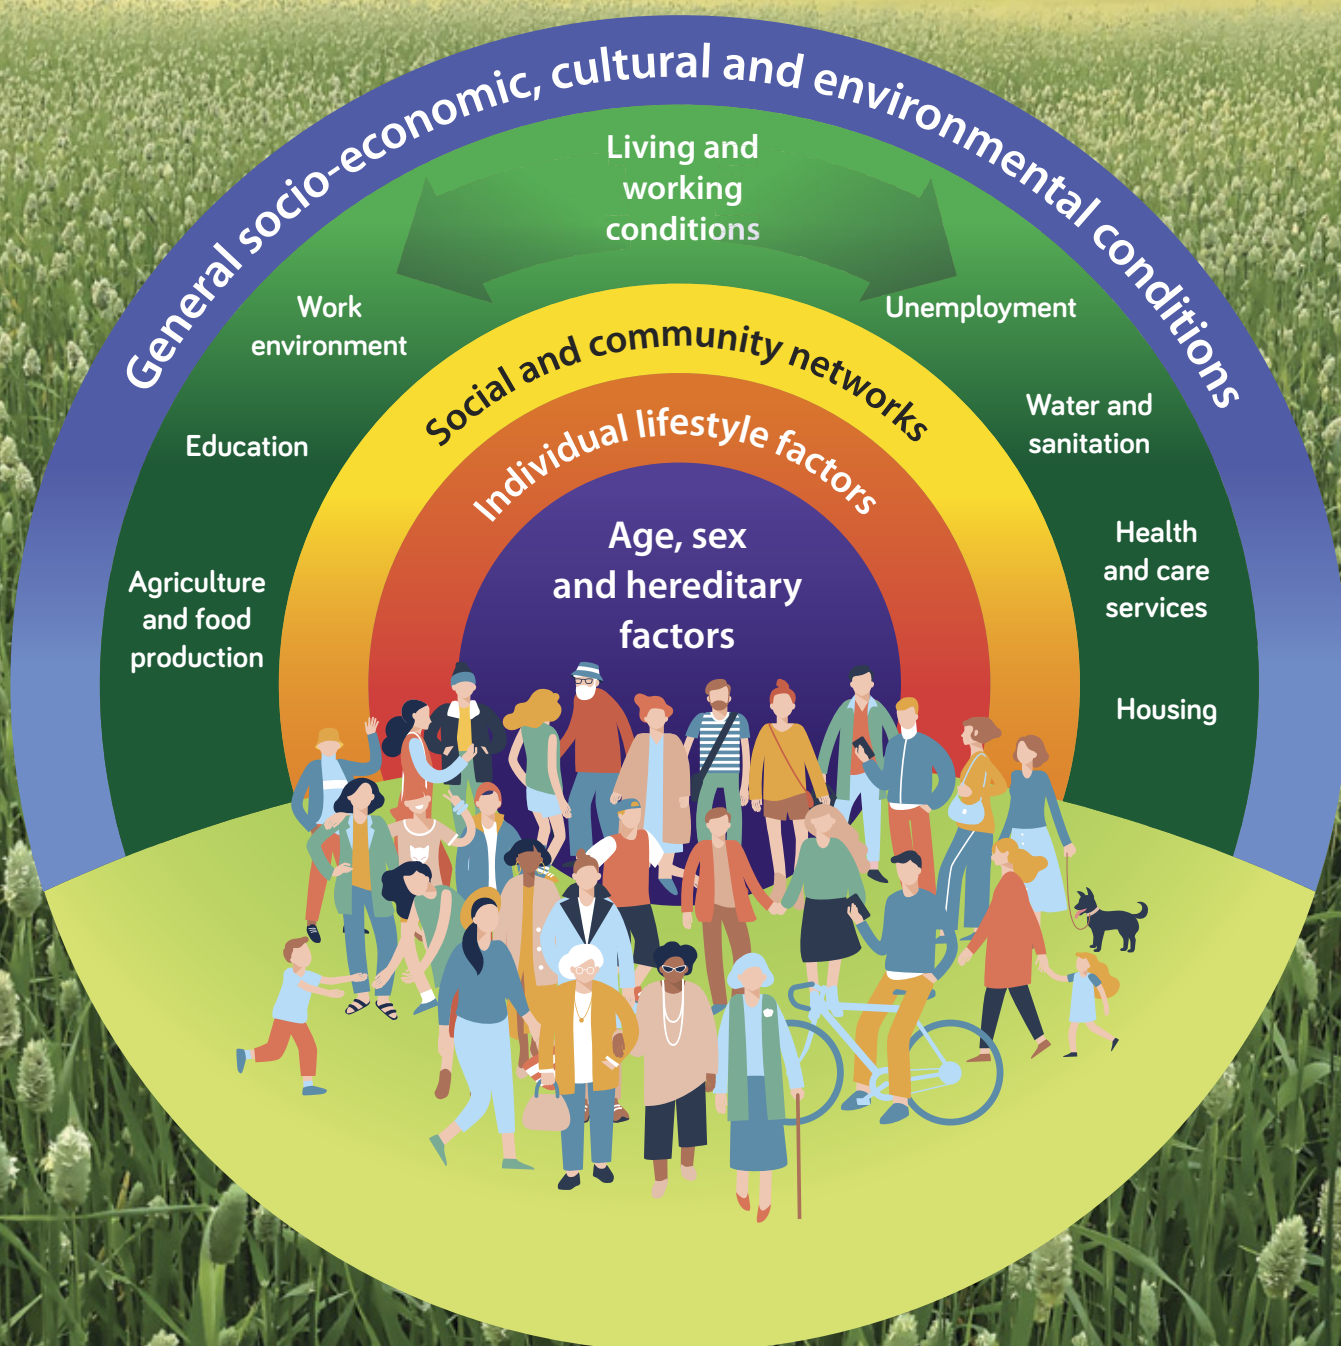 General socio-economic, cultural and environmental conditions
Living and
working
conditions
Work
environment
Education
Agriculture
and food
production
Unemployment
Water and
sanitation
Health
and care
services
Housing
Social and community networks
Individual lifestyle factors
Age, sex
and hereditary
factors